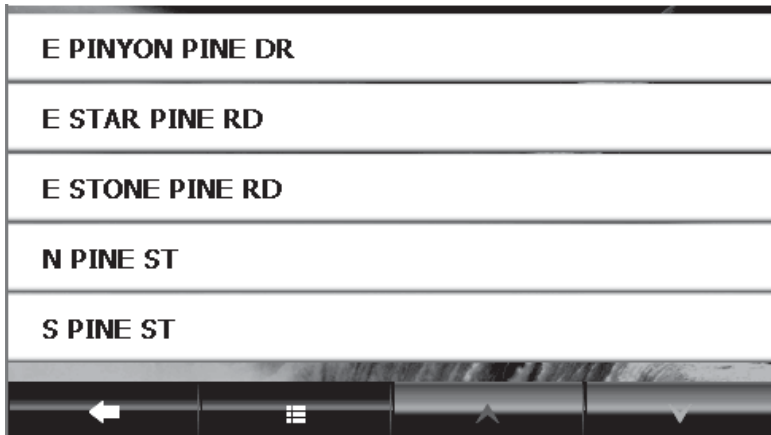 E PINYON PINE DR
E STAR PINE RD
E STONE PINE RD
N PINE ST
S PINE ST